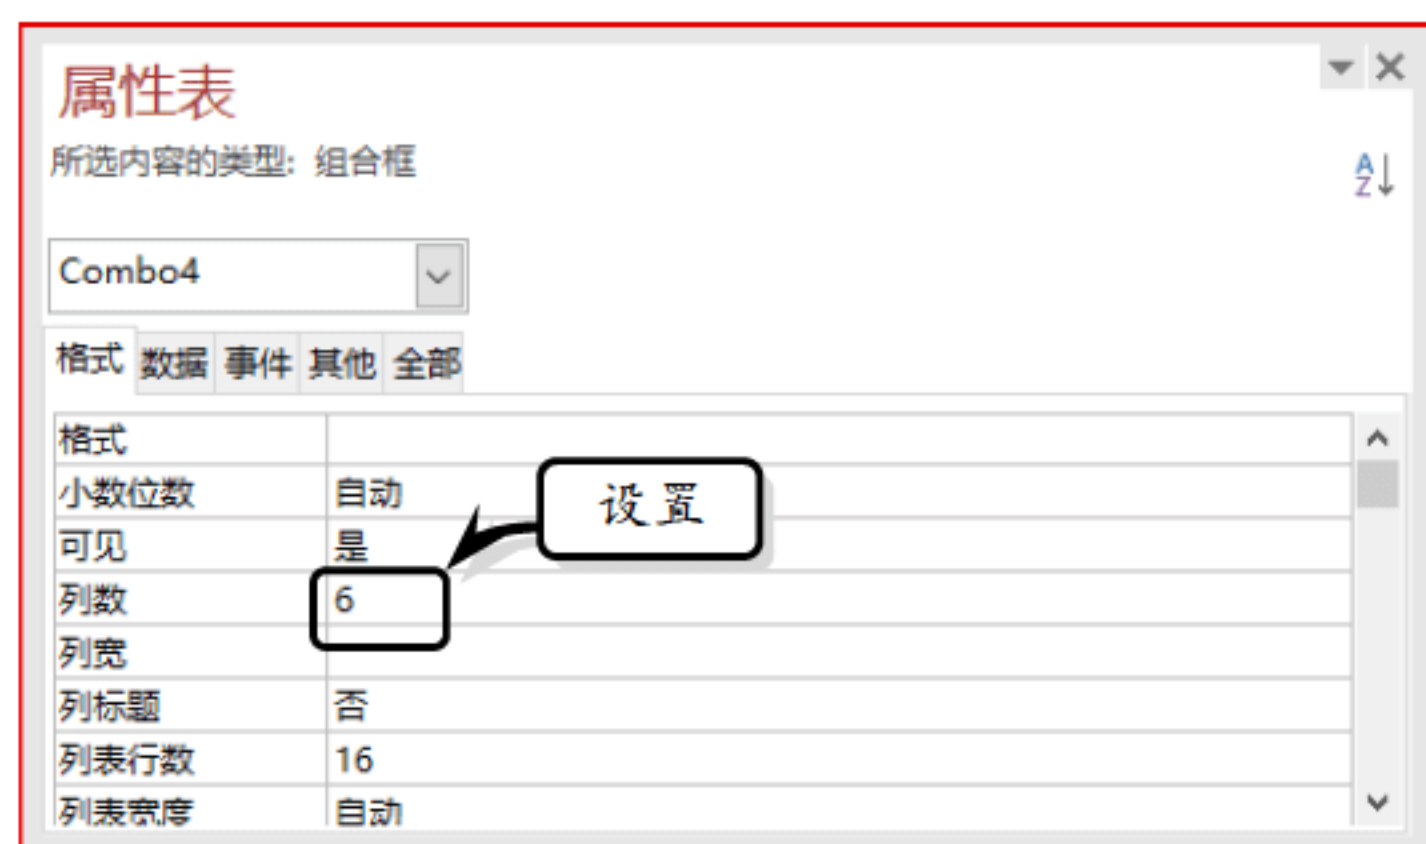 属性表
所选内容的类型: 组合框
Combo4
格式 数据 事件 其他 全部
格式
小数位数 自动
设置
可见 是
列数 6
列宽
列标题 否
列表行数 16
列表宽度 自动